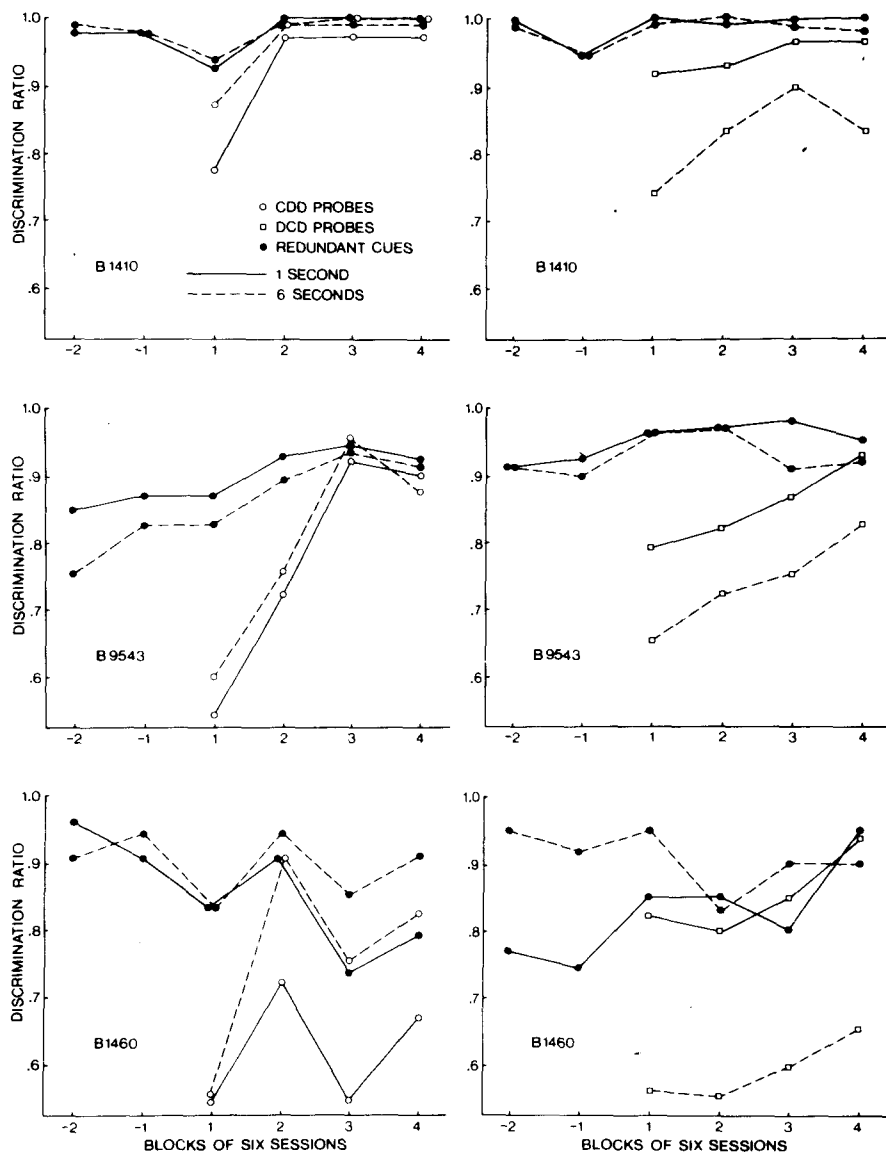 1.0
.9
.8
.7
.6
DISCRIMINATION RATIO
B 1410
CDD PROBES
DCD PROBES
REDUNDANT CUES
1 SECOND
6 SECONDS
-2 -1 1 2 3 4
1.0
.9
.8
.7
.6
B 1410
-2 -1 1 2 3 4
1.0
.9
.8
.7
.6
DISCRIMINATION RATIO
B 9543
-2 -1 1 2 3 4
1.0
.9
.8
.7
.6
B 9543
-2 -1 1 2 3 4
1.0
.9
.8
.7
.6
DISCRIMINATION RATIO
B 1460
-2 -1 1 2 3 4
BLOCKS OF SIX SESSIONS
1.0
.9
.8
.7
.6
B 1460
-2 -1 1 2 3 4
BLOCKS OF SIX SESSIONS